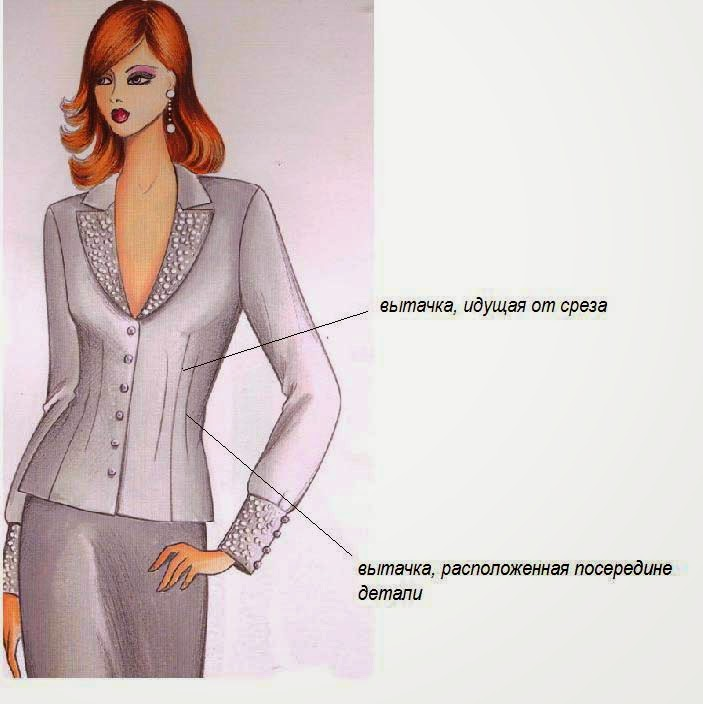 вытачка, идущая от среза
вытачка, расположенная посередине
детали